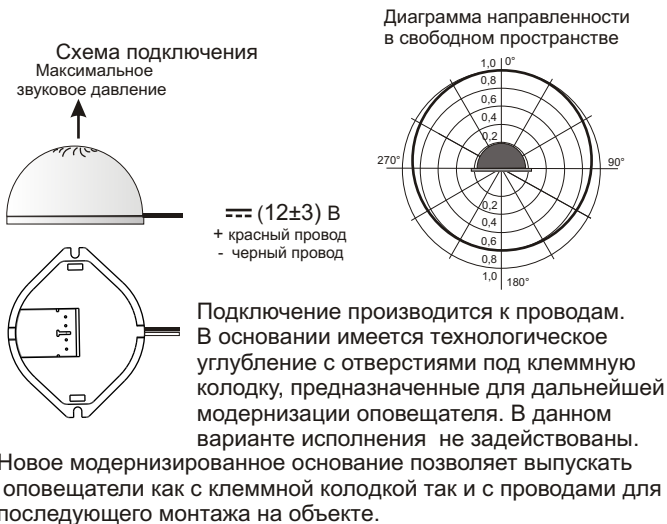 Схема подключения
Максимальное
звуковое давление
(12±3) В
+ красный провод
- черный провод
Диаграмма направленности
в свободном пространстве
1,0 0°
0,8
0,6
0,4
0,2
270° 90°
0,2
0,4
0,6
0,8
1,0 180°
Подключение производится к проводам.
В основании имеется технологическое
углубление с отверстиями под клеммную
колодку, предназначенные для дальнейшей
модернизации оповещателя. В данном
варианте исполнения не задействованы.
Новое модернизированное основание позволяет выпускать
оповещатели как с клеммной колодкой так и с проводами для
последующего монтажа на объекте.